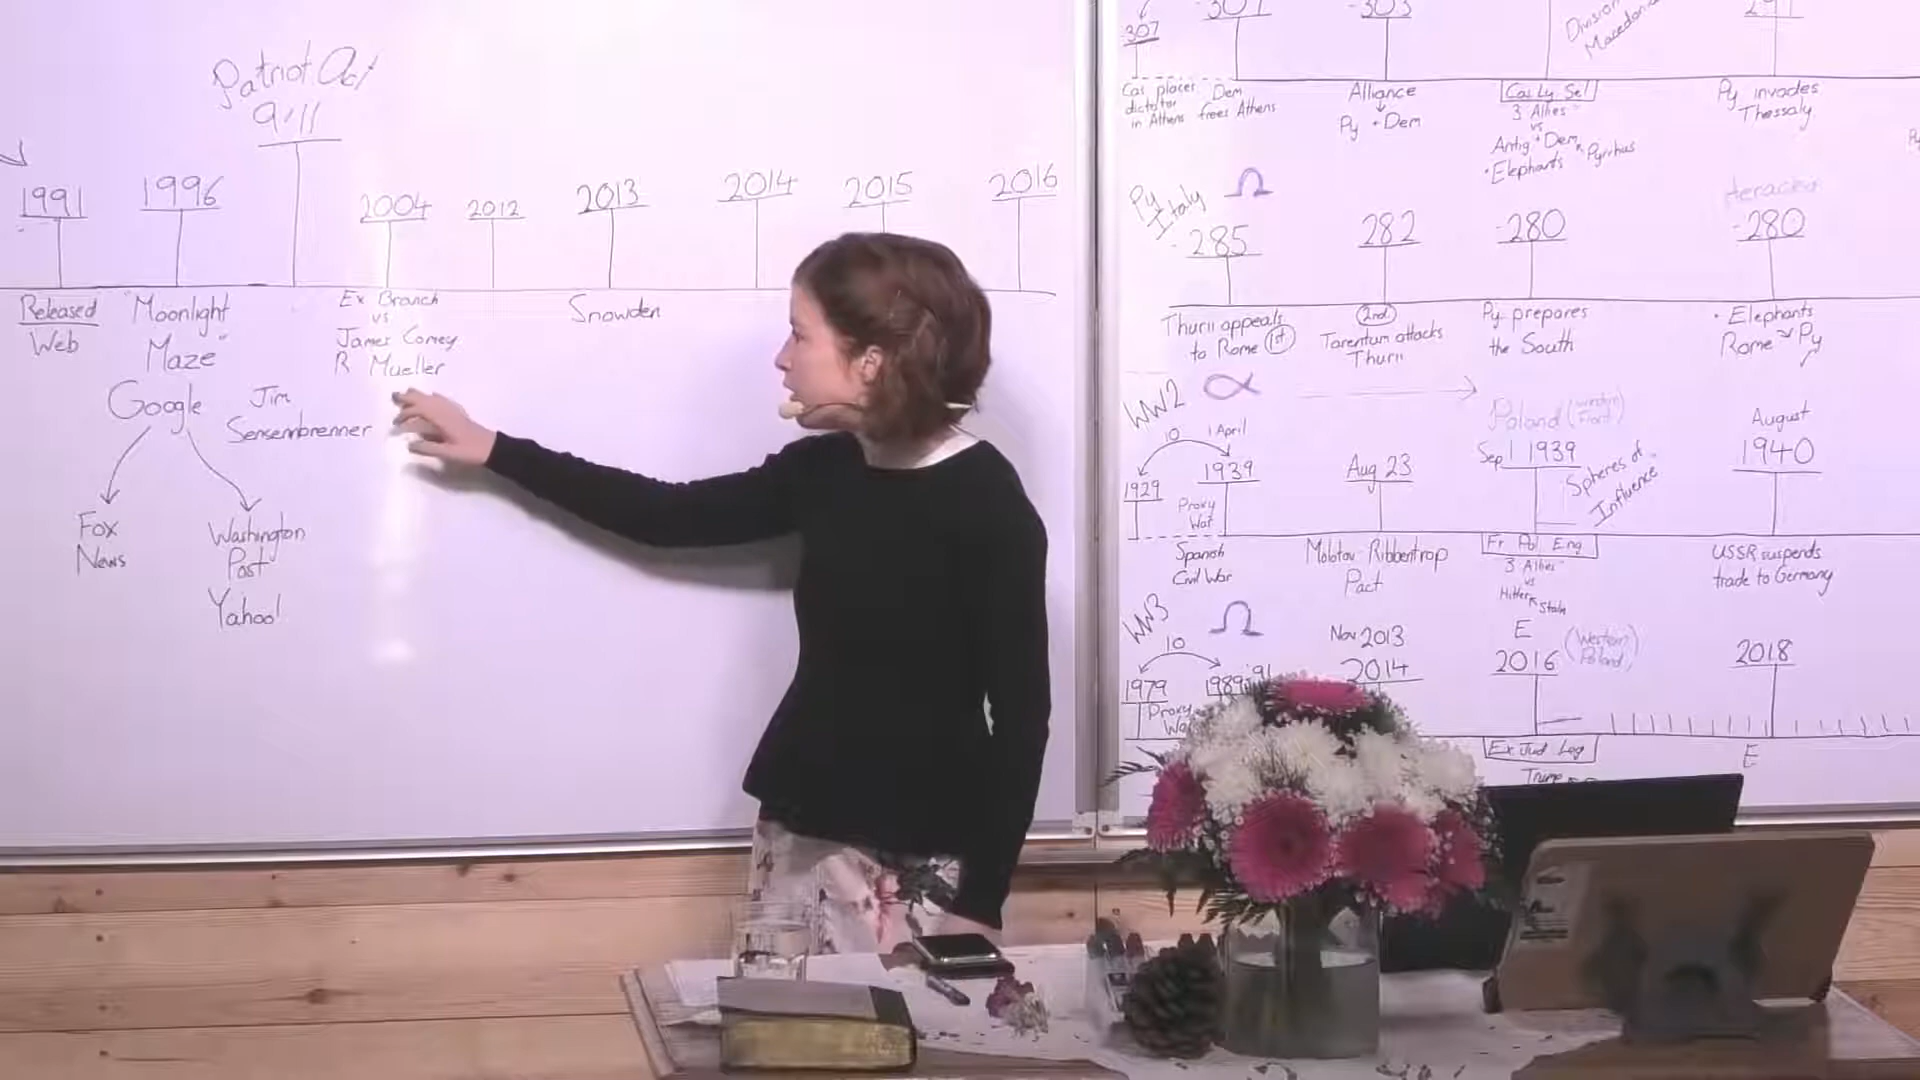 Patriot Act
9/11
1991
1996
2004
2012
2013
2014
2015
2016
Released
Web
"Moonlight
Maze"
Ex Branch
vs
James Comey
R Mueller
Snowden
Google
Jim
Sensennbrenner
Fox
News
Washington
Post
Yahoo!
307
307
303
Division
Macedonia
Cas places
dictator
in Athens
Dem
frees Athens
Alliance
Py + Dem
Cas Ly Sel
3 Allies
vs
Antig + Dem
Pyrrhus
• Elephants
Py invades
Thessaly
Py
Italy
Ω
-285
282
-280
Heraclea
-280
Thurii appeals
to Rome 1st
2nd
Tarentum attacks
Thurii
Py prepares
the South
• Elephants
Rome Py
WW2
α
10
1 April
1929
1939
Proxy
War
Aug 23
Poland (Western Front)
Sep 1 1939
Spheres of
Influence
August
1940
Spanish
Civil War
Molotov Ribbentrop
Pact
Fr Pol Eng
3 Allies
vs
Hitler Stalin
USSR suspends
trade to Germany
WW3
Ω
10
1979
1989 '91
Proxy
Nov 2013
2014
E
2016
(Western
Poland)
2018
Ex Jud Leg
Trump
E